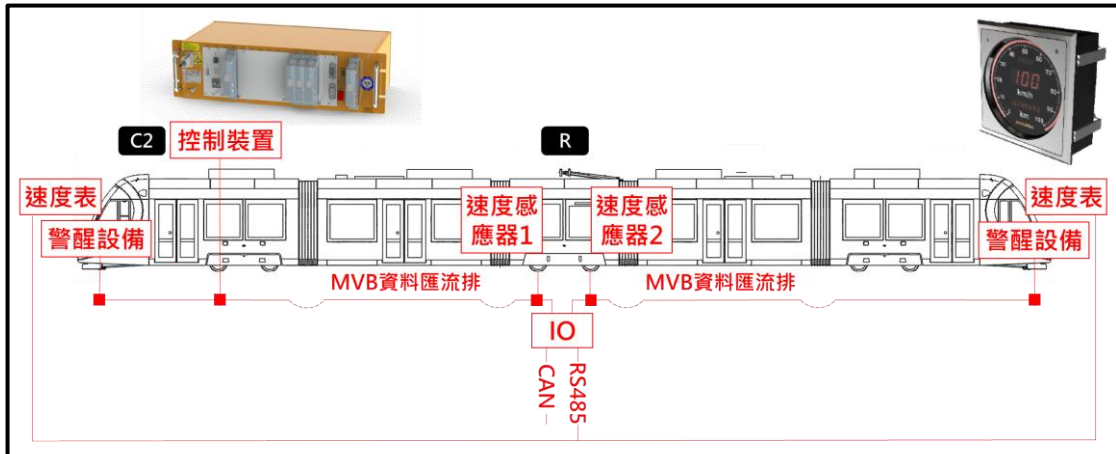 C2
控制裝置
R
速度表
警醒設備
速度感
應器1
速度感
應器2
速度表
警醒設備
MVB資料匯流排
MVB資料匯流排
IO
CAN
RS485
100
km/h
km